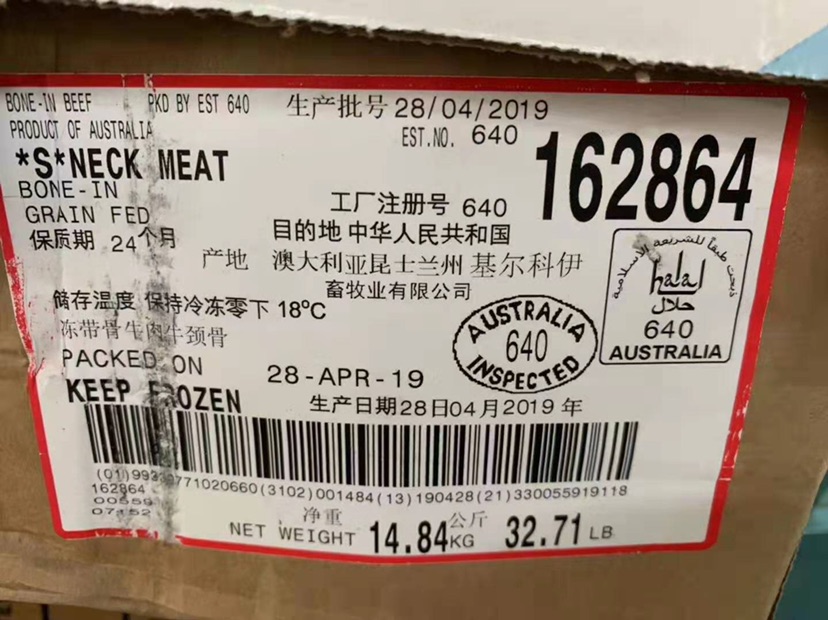 BONE-IN BEEF PKD BY EST 640 生产批号 28/04/2019
PRODUCT OF AUSTRALIA EST.NO. 640
*S*NECK MEAT 162864
BONE-IN
GRAIN FED 工厂注册号 640
保质期 24个月 目的地 中华人民共和国
产地 澳大利亚昆士兰州 基尔科伊
畜牧业有限公司
储存温度 保持冷冻零下 18°C
冻带骨牛肉牛颈骨
halal
حلال
640
AUSTRALIA
AUSTRALIA
640
INSPECTED
PACKED ON 28-APR-19
KEEP FROZEN 生产日期28日04月2019年
771020660(3102)001484(13)190428(21)330055919118
162864
净重 公斤
NET WEIGHT 14.84KG 32.71LB